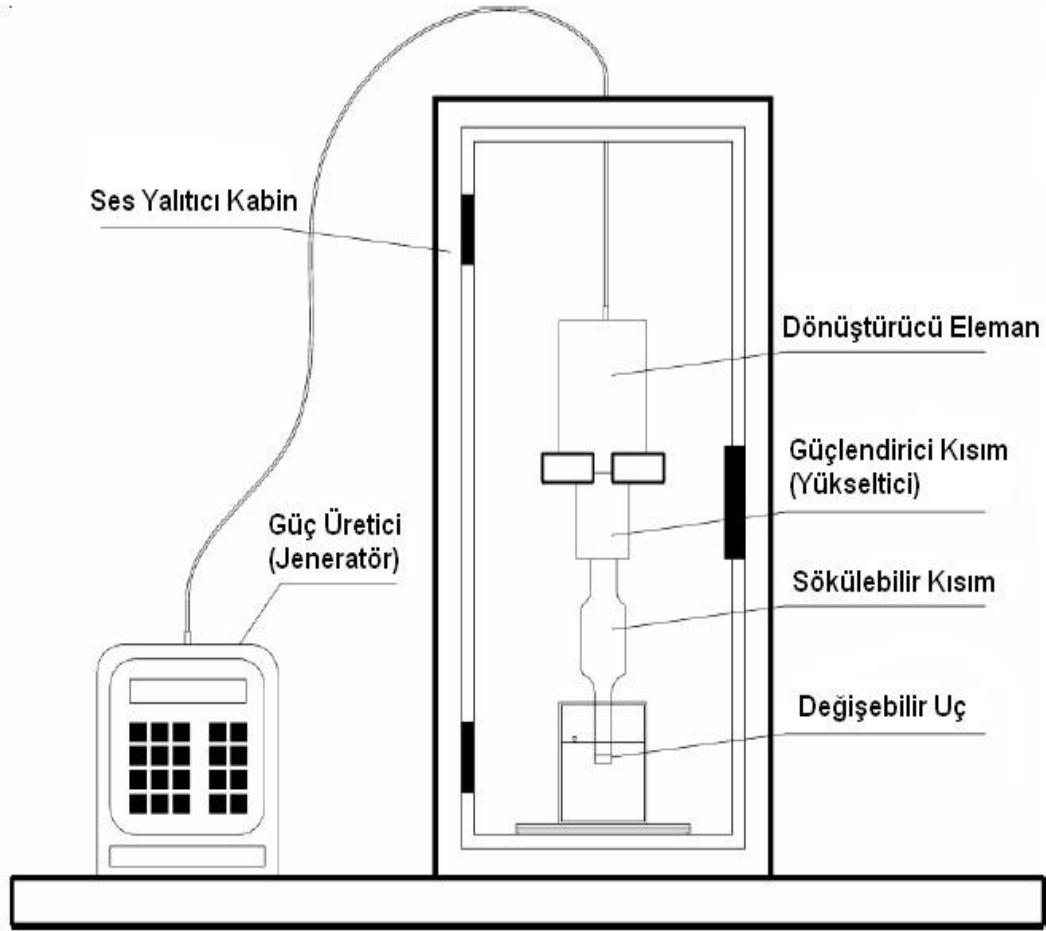 Ses Yalıtıcı Kabin
Dönüştürücü Eleman
Güçlendirici Kısım
(Yükseltici)
Güç Üretici
(Jeneratör)
Sökülebilir Kısım
Değişebilir Uç